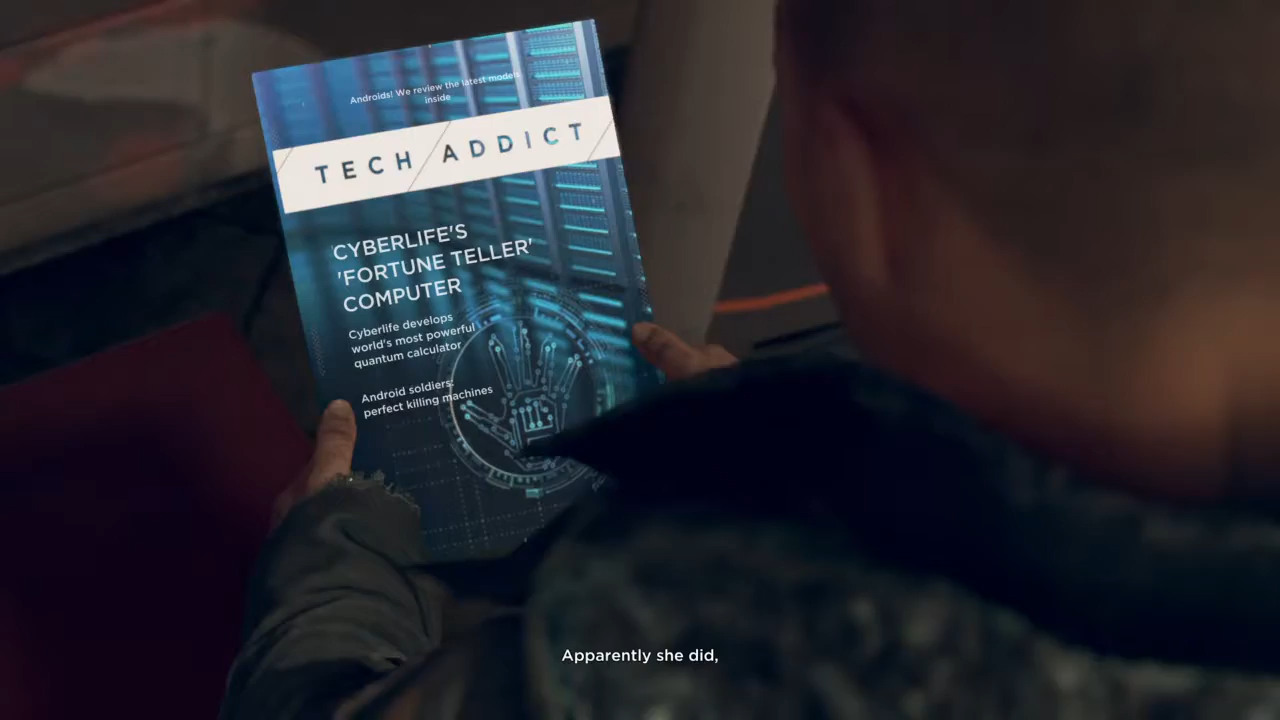 Androids! We review the latest models
inside
TECH ADDICT
CYBERLIFE'S
'FORTUNE TELLER'
COMPUTER
Cyberlife develops
world's most powerful
quantum calculator
Android soldiers:
perfect killing machines
Apparently she did,